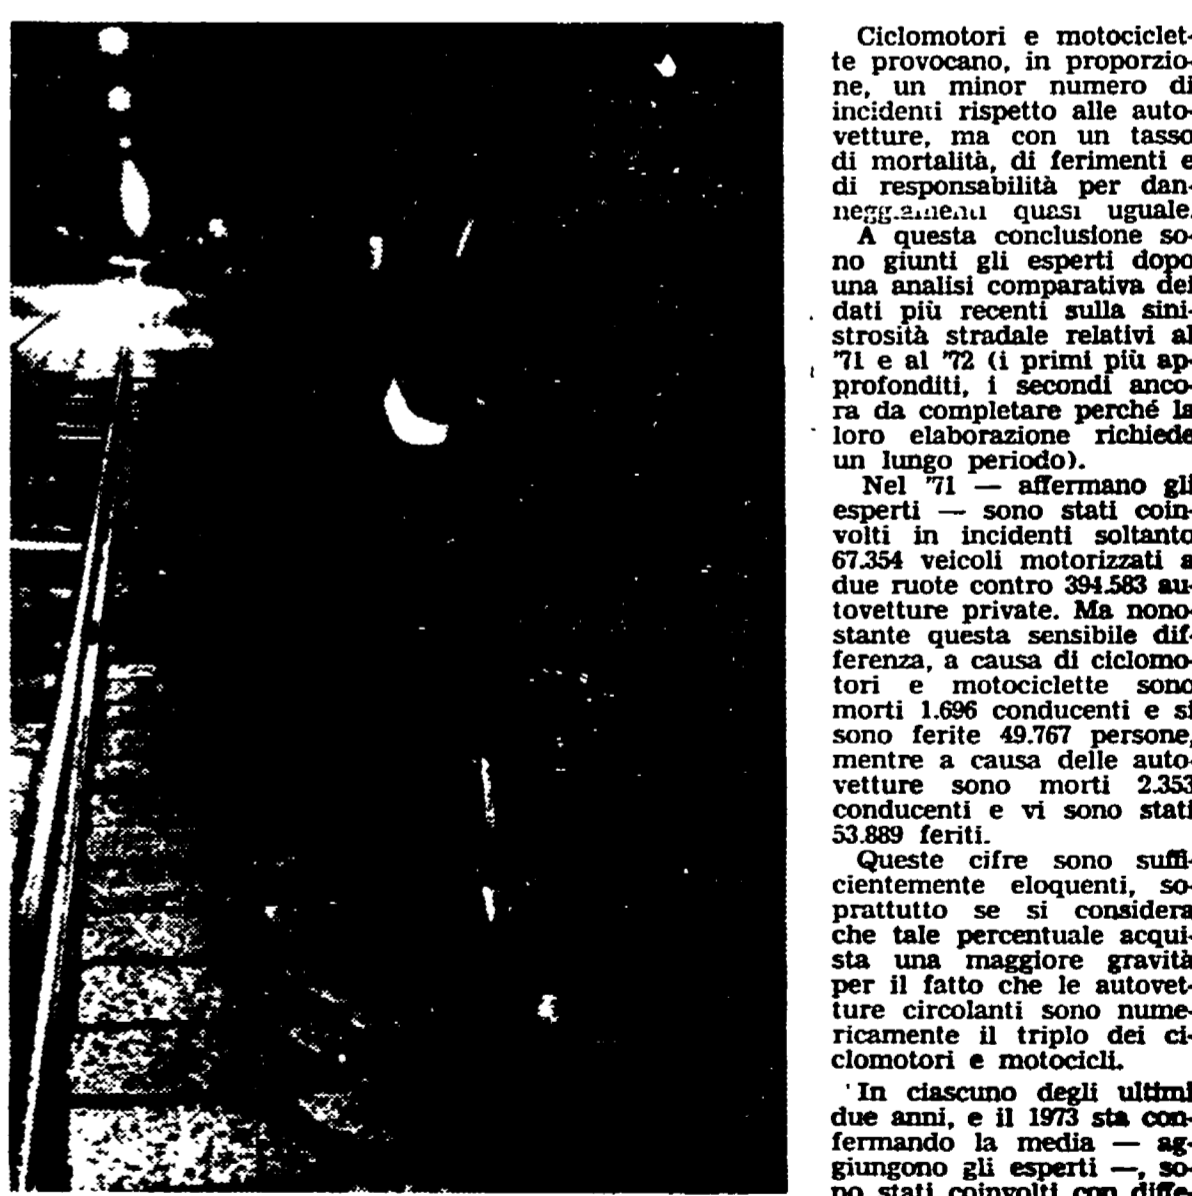 Ciclomotori e motociclet-
te provocano, in proporzio-
ne, un minor numero di
incidenti rispetto alle auto-
vetture, ma con un tasso
di mortalità, di ferimenti e
di responsabilità per dan-
neggiamenti quasi uguale.
A questa conclusione so-
no giunti gli esperti dopo
una analisi comparativa dei
dati più recenti sulla sini-
strosità stradale relativi al
'71 e al '72 (i primi più ap-
profonditi, i secondi anco-
ra da completare perché la
loro elaborazione richiede
un lungo periodo).
Nel '71 — affermano gli
esperti — sono stati coin-
volti in incidenti soltanto
67.354 veicoli motorizzati a
due ruote contro 394.583 au-
tovetture private. Ma nono-
stante questa sensibile dif-
ferenza, a causa di ciclomo-
tori e motociclette sono
morti 1.696 conducenti e si
sono ferite 49.767 persone,
mentre a causa delle auto-
vetture sono morti 2.353
conducenti e vi sono stati
53.889 feriti.
Queste cifre sono suffi-
cientemente eloquenti, so-
prattutto se si considera
che tale percentuale acqui-
sta una maggiore gravità
per il fatto che le autovet-
ture circolanti sono nume-
ricamente il triplo dei ci-
clomotori e motocicli.
In ciascuno degli ultimi
due anni, e il 1973 sta con-
fermando la media — ag-
giungono gli esperti —, so-
no stati coinvolti con diffe-